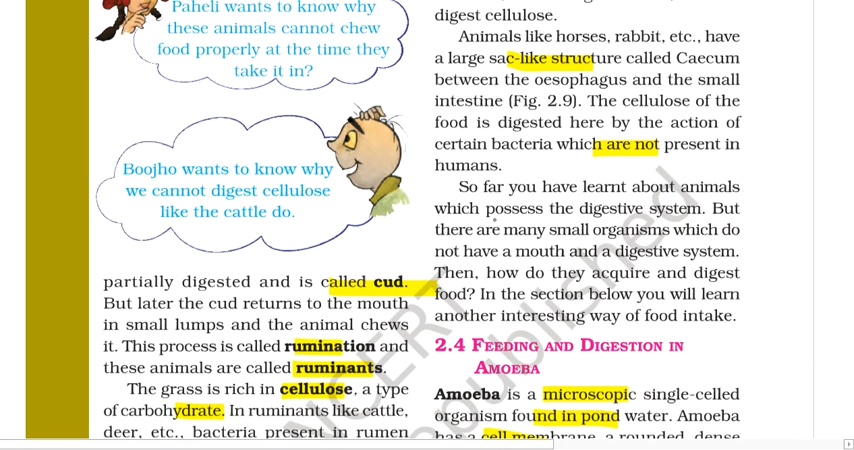 Paheli wants to know why
these animals cannot chew
food properly at the time they
take it in?
Boojho wants to know why
we cannot digest cellulose
like the cattle do.
partially digested and is called cud.
But later the cud returns to the mouth
in small lumps and the animal chews
it. This process is called rumination and
these animals are called ruminants.
The grass is rich in cellulose, a type
of carbohydrate. In ruminants like cattle,
deer, etc., bacteria present in rumen
digest cellulose.
Animals like horses, rabbit, etc., have
a large sac-like structure called Caecum
between the oesophagus and the small
intestine (Fig. 2.9). The cellulose of the
food is digested here by the action of
certain bacteria which are not present in
humans.
So far you have learnt about animals
which possess the digestive system. But
there are many small organisms which do
not have a mouth and a digestive system.
Then, how do they acquire and digest
food? In the section below you will learn
another interesting way of food intake.
2.4 FEEDING AND DIGESTION IN
AMOEBA
Amoeba is a microscopic single-celled
organism found in pond water. Amoeba
has a cell membrane, a rounded, dense
NCERT
republished